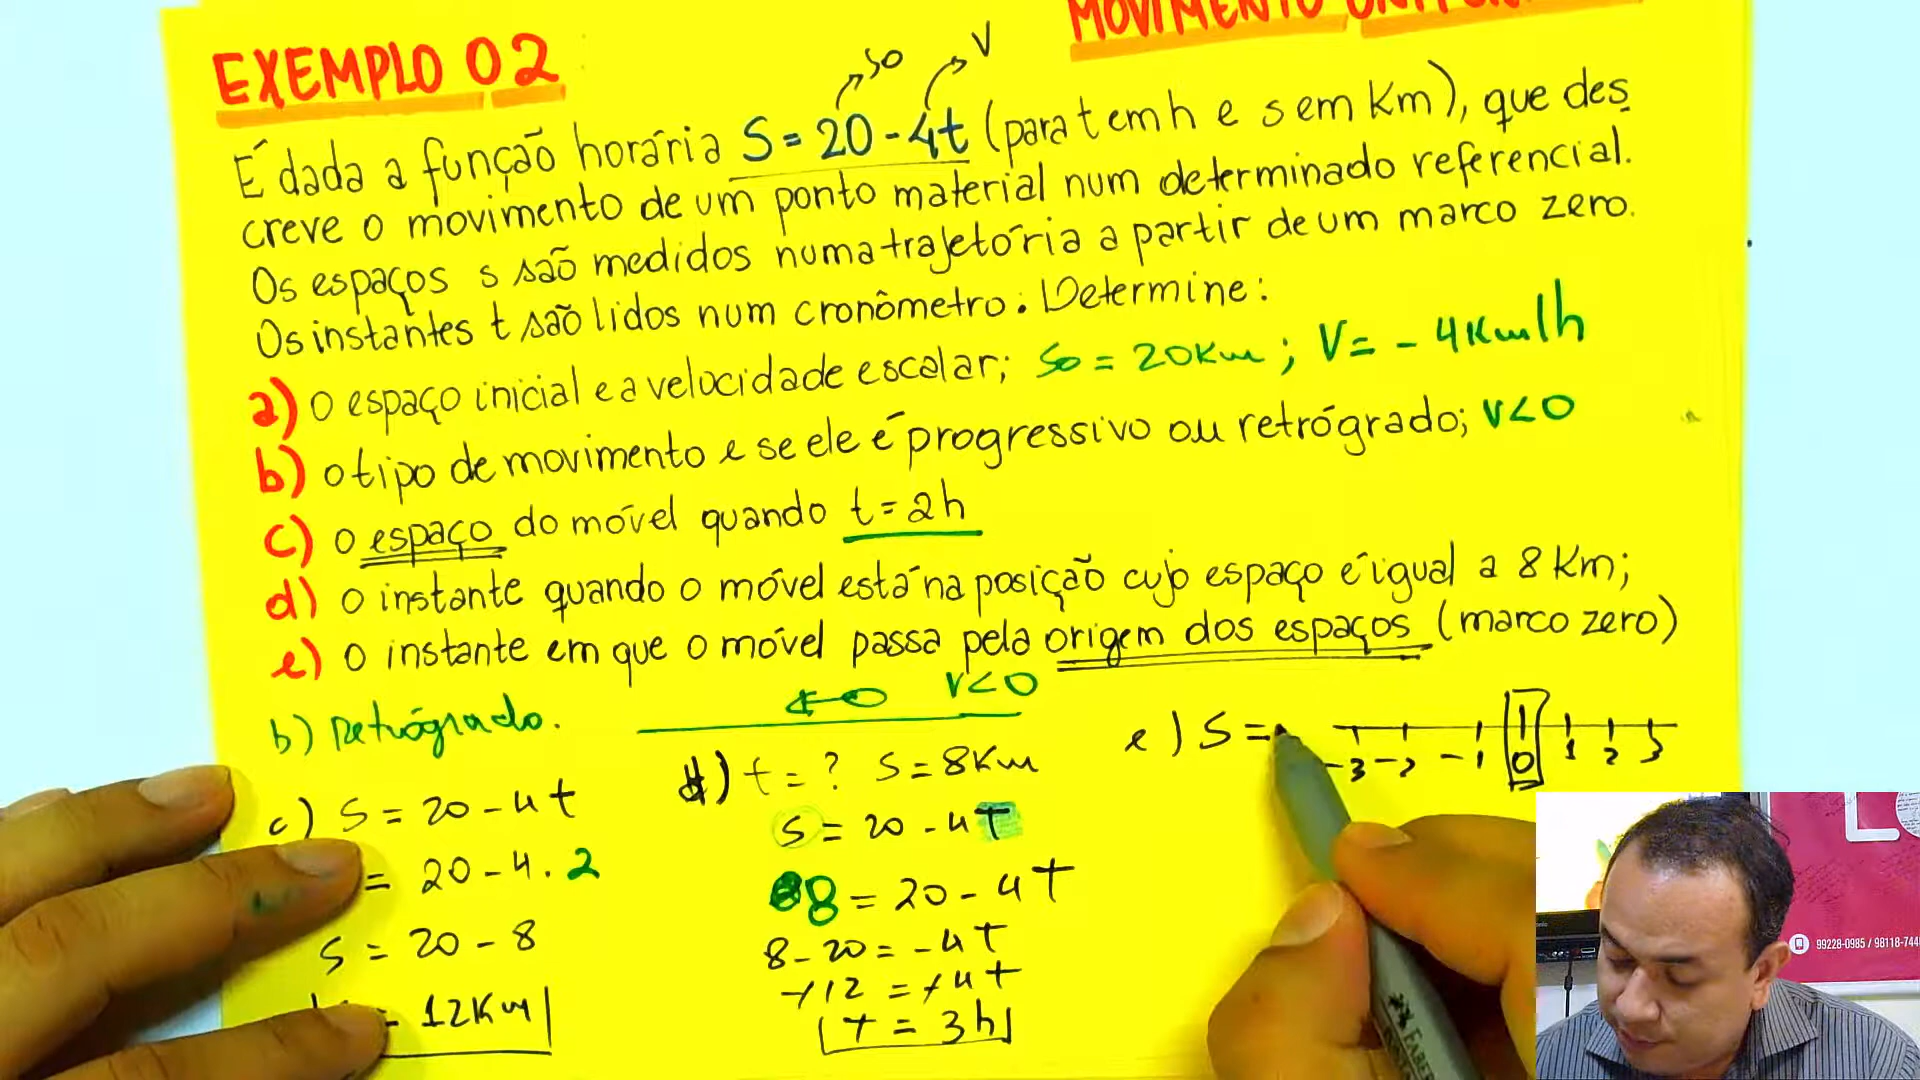 EXEMPLO 02
MOVIMENTO
So
V
É dada a função horária S = 20 - 4t (para t em h e s em Km), que des
creve o movimento de um ponto material num determinado referencial.
Os espaços s são medidos numa trajetória a partir de um marco zero.
Os instantes t são lidos num cronômetro. Determine:
a) O espaço inicial e a velocidade escalar; So = 20Km ; V = - 4Km/h
b) o tipo de movimento e se ele é progressivo ou retrógrado; V<0
c) o espaço do móvel quando t = 2h
d) o instante quando o móvel está na posição cujo espaço é igual a 8 Km;
e) o instante em que o móvel passa pela origem dos espaços (marco zero)
b) Retrógrado.
c) S = 20 - 4t
= 20 - 4.2
S = 20 - 8
= 12Km
V<0
d) t = ? S = 8Km
S = 20 - 4T
8 = 20 - 4T
8 - 20 = - 4T
-12 = -4T
T = 3h
e) S =
-3 -2 -1 0 1 2 3
99228-0985 / 98118-744
FABER